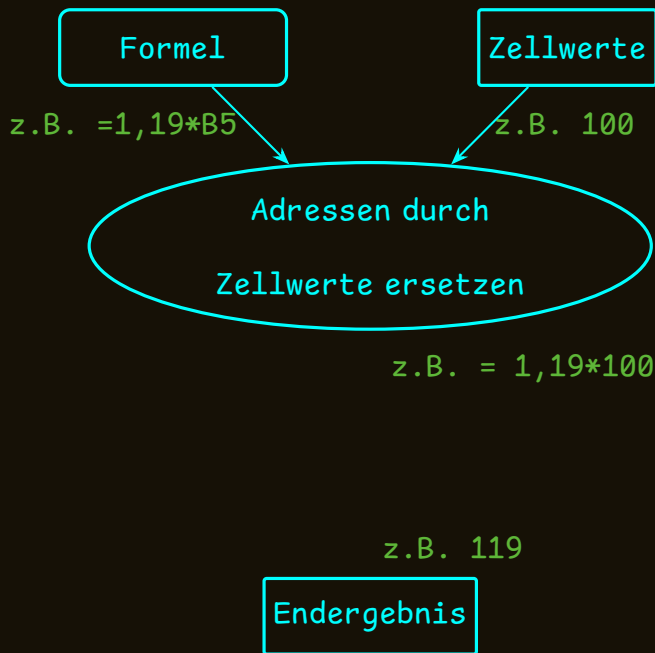 Formel
Zellwerte
z.B. =1,19*B5
z.B. 100
Adressen durch
Zellwerte ersetzen
z.B. = 1,19*100
z.B. 119
Endergebnis